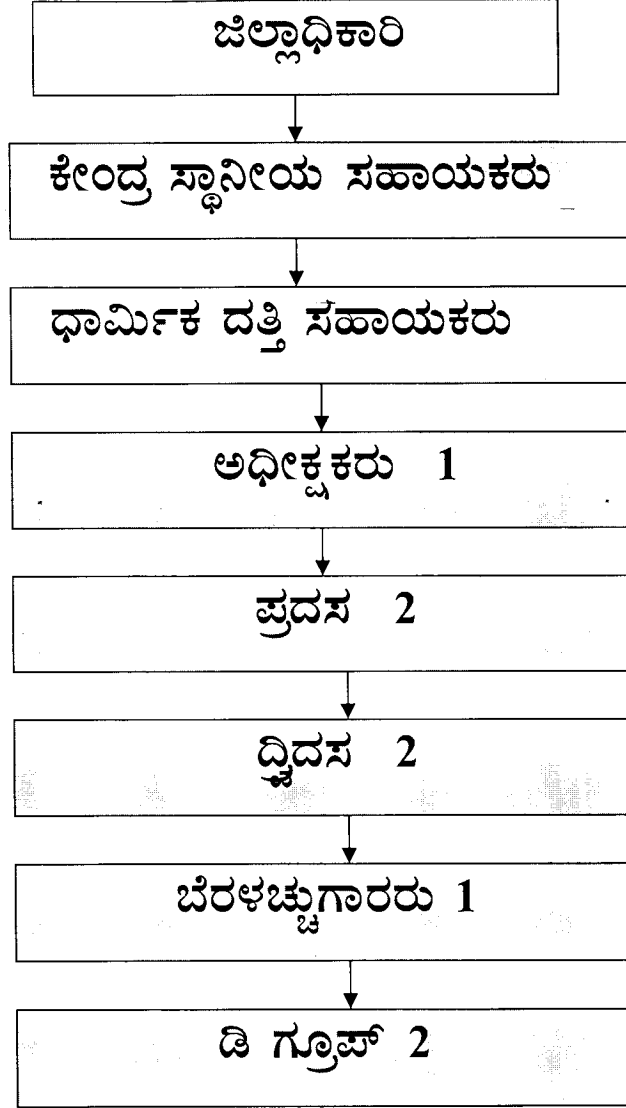 ಜಿಲ್ಲಾಧಿಕಾರಿ
ಕೇಂದ್ರ ಸ್ಥಾನೀಯ ಸಹಾಯಕರು
ಧಾರ್ಮಿಕ ದತ್ತಿ ಸಹಾಯಕರು
ಅಧೀಕ್ಷಕರು 1
ಪ್ರದಸ 2
ದ್ವಿದಸ 2
ಬೆರಳಚ್ಚುಗಾರರು 1
ಡಿ ಗ್ರೂಪ್ 2